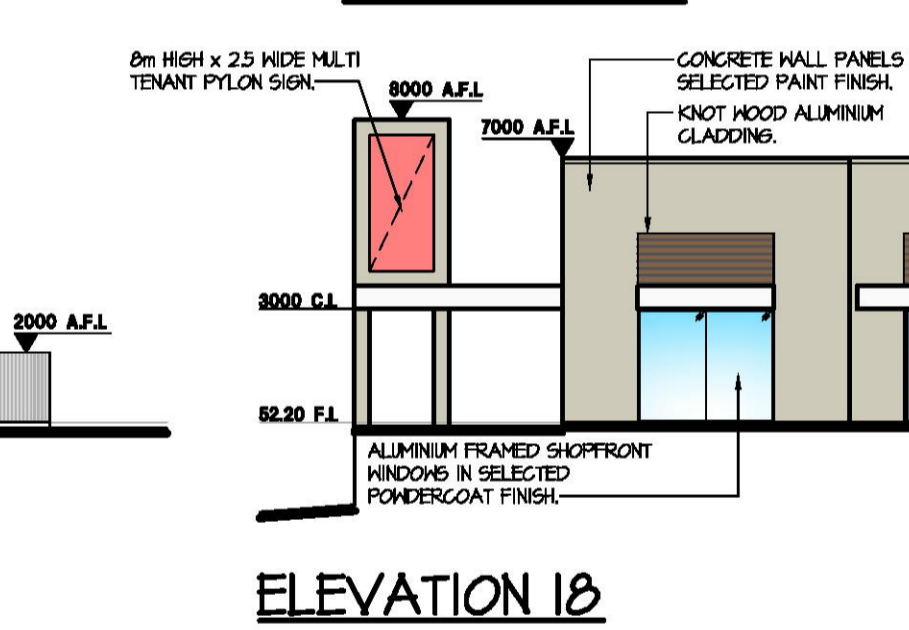 8m HIGH x 2.5 WIDE MULTI
TENANT PYLON SIGN.
8000 A.F.L
7000 A.F.L
CONCRETE WALL PANELS
SELECTED PAINT FINISH.
KNOT WOOD ALUMINIUM
CLADDING.
3000 C.L
2000 A.F.L
52.20 F.L
ALUMINIUM FRAMED SHOPFRONT
WINDOWS IN SELECTED
POWDERCOAT FINISH.
ELEVATION 18